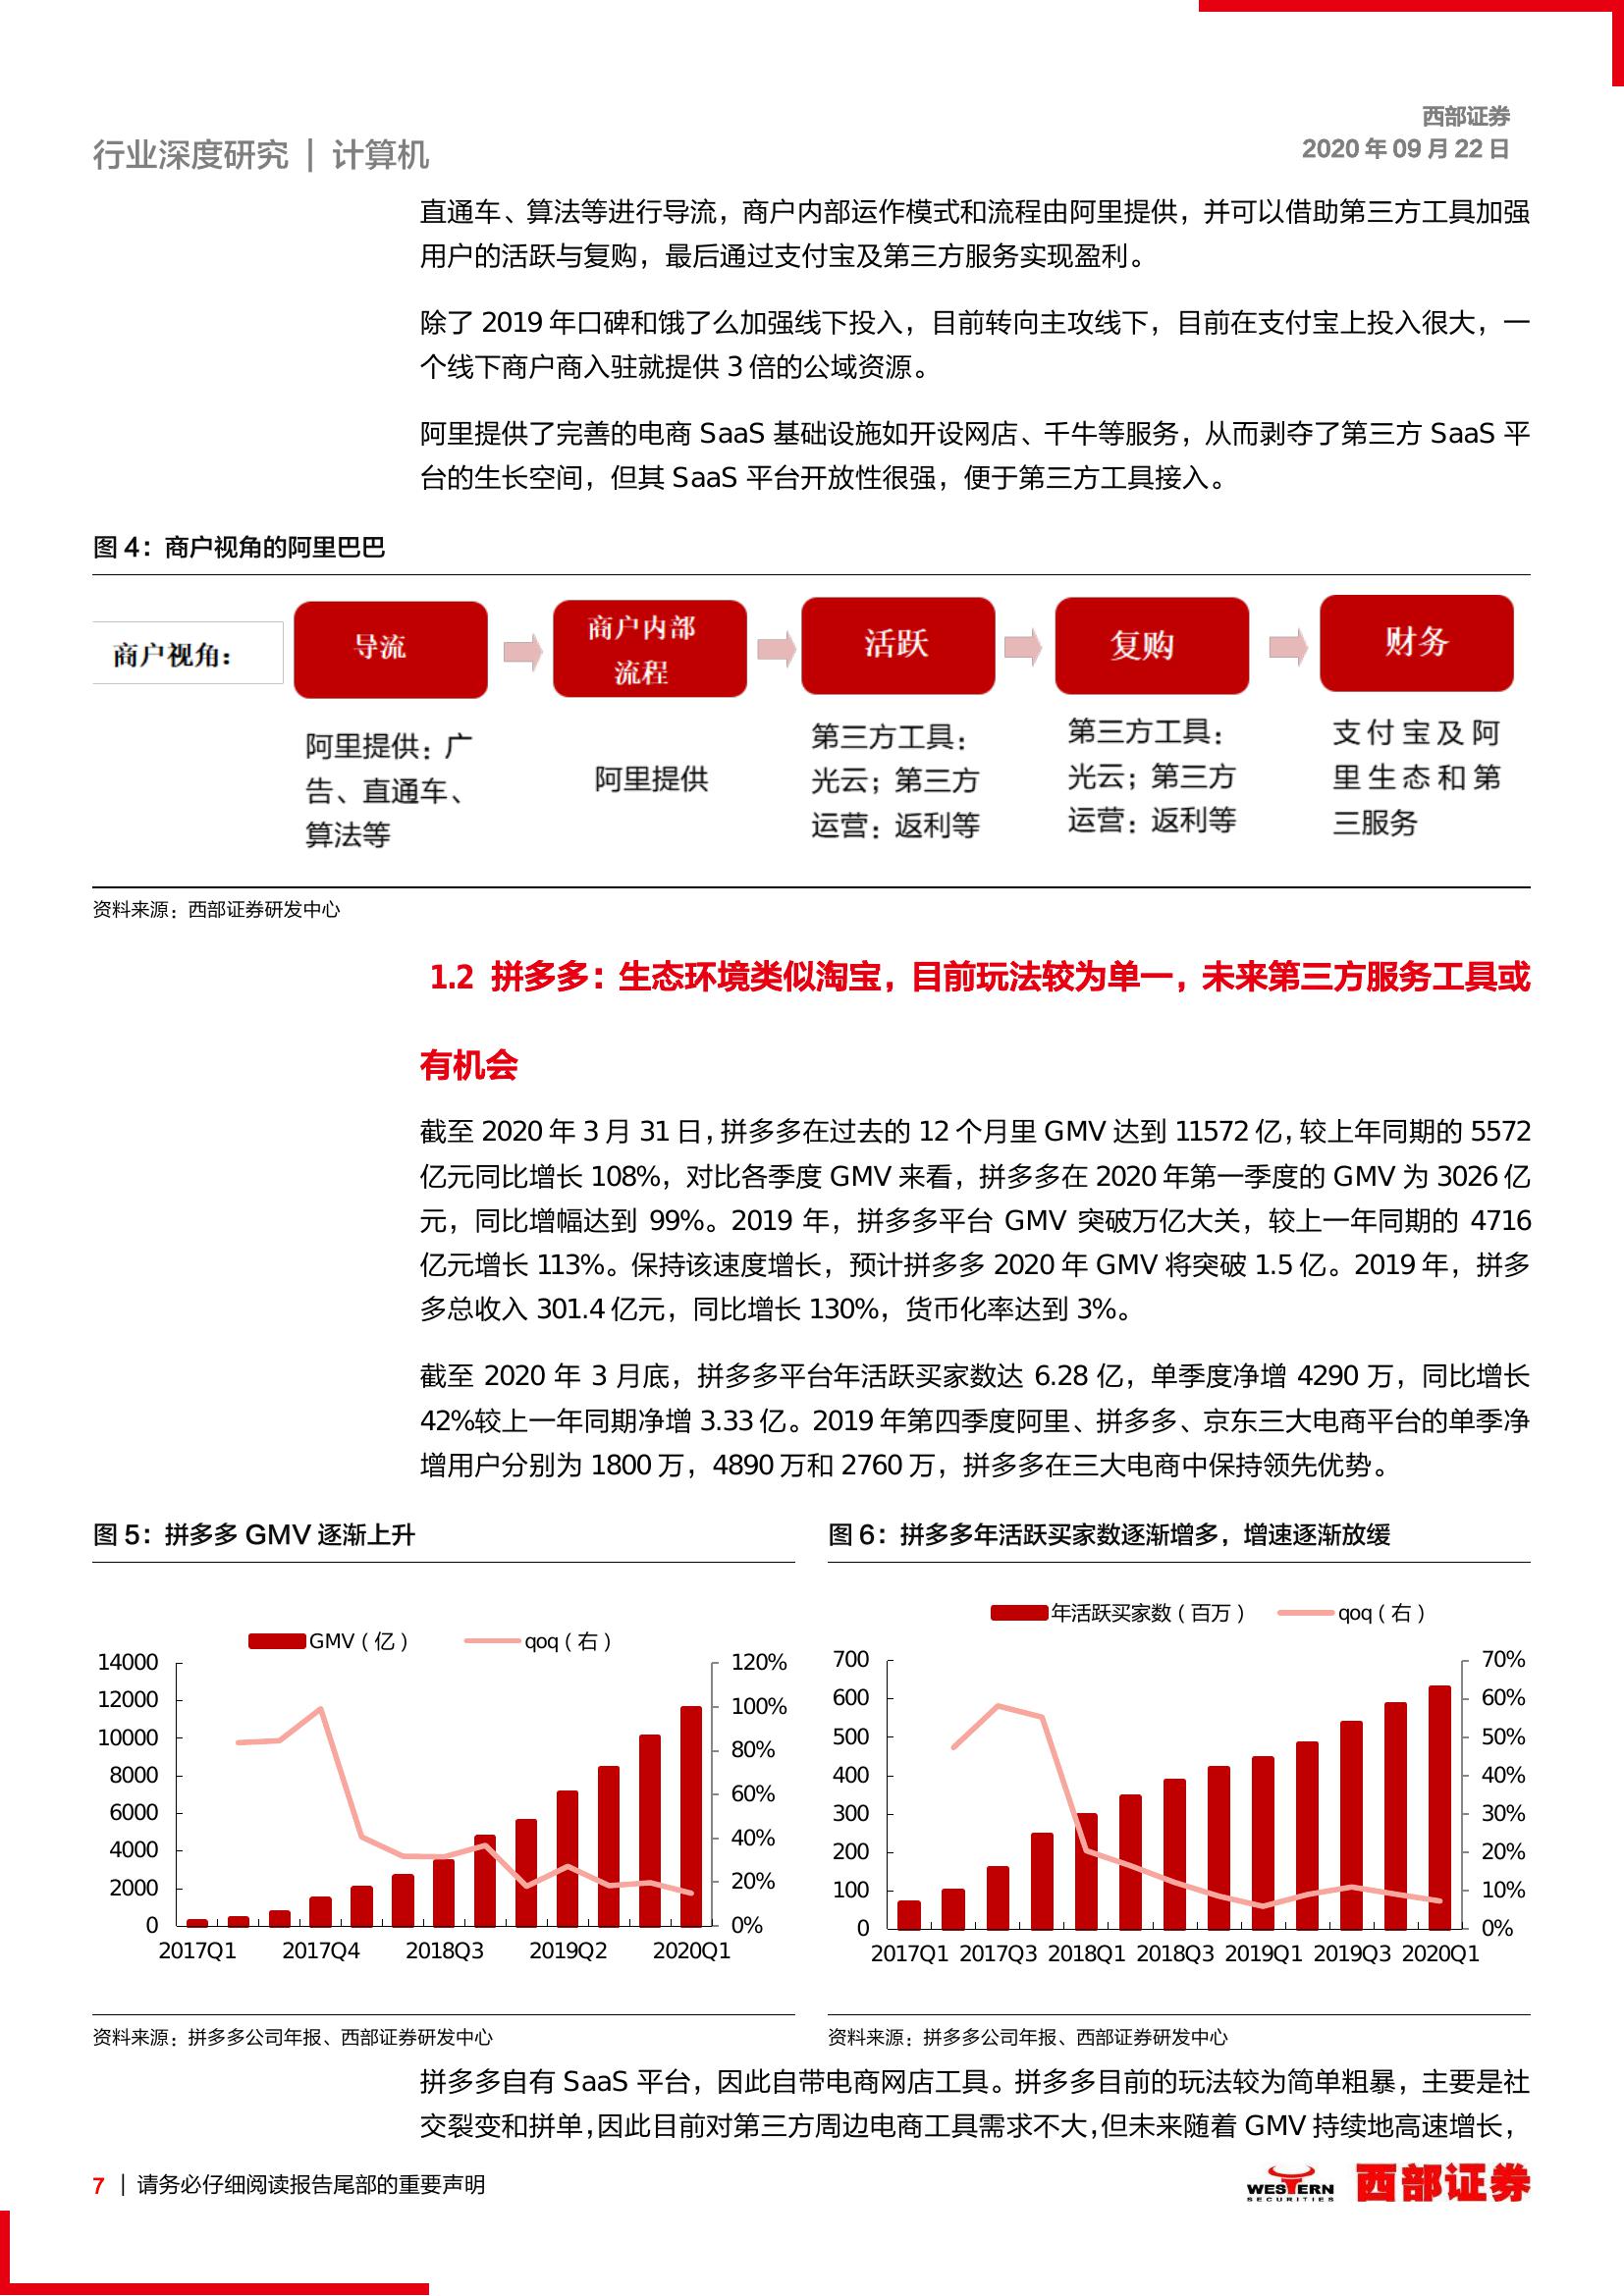 西部证券
2020 年 09 月 22 日
行业深度研究 | 计算机
直通车、算法等进行导流，商户内部运作模式和流程由阿里提供，并可以借助第三方工具加强
用户的活跃与复购，最后通过支付宝及第三方服务实现盈利。
除了 2019 年口碑和饿了么加强线下投入，目前转向主攻线下，目前在支付宝上投入很大，一
个线下商户商入驻就提供 3 倍的公域资源。
阿里提供了完善的电商 SaaS 基础设施如开设网店、千牛等服务，从而剥夺了第三方 SaaS 平
台的生长空间，但其 SaaS 平台开放性很强，便于第三方工具接入。
图 4：商户视角的阿里巴巴
商户视角：
导流
商户内部
流程
活跃
复购
财务
阿里提供：广
告、直通车、
算法等
阿里提供
第三方工具：
光云；第三方
运营：返利等
第三方工具：
光云；第三方
运营：返利等
支付宝及阿
里生态和第
三服务
资料来源：西部证券研发中心
1.2 拼多多：生态环境类似淘宝，目前玩法较为单一，未来第三方服务工具或
有机会
截至 2020 年 3 月 31 日，拼多多在过去的 12 个月里 GMV 达到 11572 亿，较上年同期的 5572
亿元同比增长 108%，对比各季度 GMV 来看，拼多多在 2020 年第一季度的 GMV 为 3026 亿
元，同比增幅达到 99%。2019 年，拼多多平台 GMV 突破万亿大关，较上一年同期的 4716
亿元增长 113%。保持该速度增长，预计拼多多 2020 年 GMV 将突破 1.5 亿。2019 年，拼多
多总收入 301.4 亿元，同比增长 130%，货币化率达到 3%。
截至 2020 年 3 月底，拼多多平台年活跃买家数达 6.28 亿，单季度净增 4290 万，同比增长
42%较上一年同期净增 3.33 亿。2019 年第四季度阿里、拼多多、京东三大电商平台的单季净
增用户分别为 1800 万，4890 万和 2760 万，拼多多在三大电商中保持领先优势。
图 5：拼多多 GMV 逐渐上升
GMV（亿） qoq（右）
14000
12000
10000
8000
6000
4000
2000
0
120%
100%
80%
60%
40%
20%
0%
2017Q1 2017Q4 2018Q3 2019Q2 2020Q1
资料来源：拼多多公司年报、西部证券研发中心
图 6：拼多多年活跃买家数逐渐增多，增速逐渐放缓
年活跃买家数（百万） qoq（右）
700
600
500
400
300
200
100
0
70%
60%
50%
40%
30%
20%
10%
0%
2017Q1 2017Q3 2018Q1 2018Q3 2019Q1 2019Q3 2020Q1
资料来源：拼多多公司年报、西部证券研发中心
拼多多自有 SaaS 平台，因此自带电商网店工具。拼多多目前的玩法较为简单粗暴，主要是社
交裂变和拼单，因此目前对第三方周边电商工具需求不大，但未来随着 GMV 持续地高速增长，
7 | 请务必仔细阅读报告尾部的重要声明
WESTERN
SECURITIES
西部证券